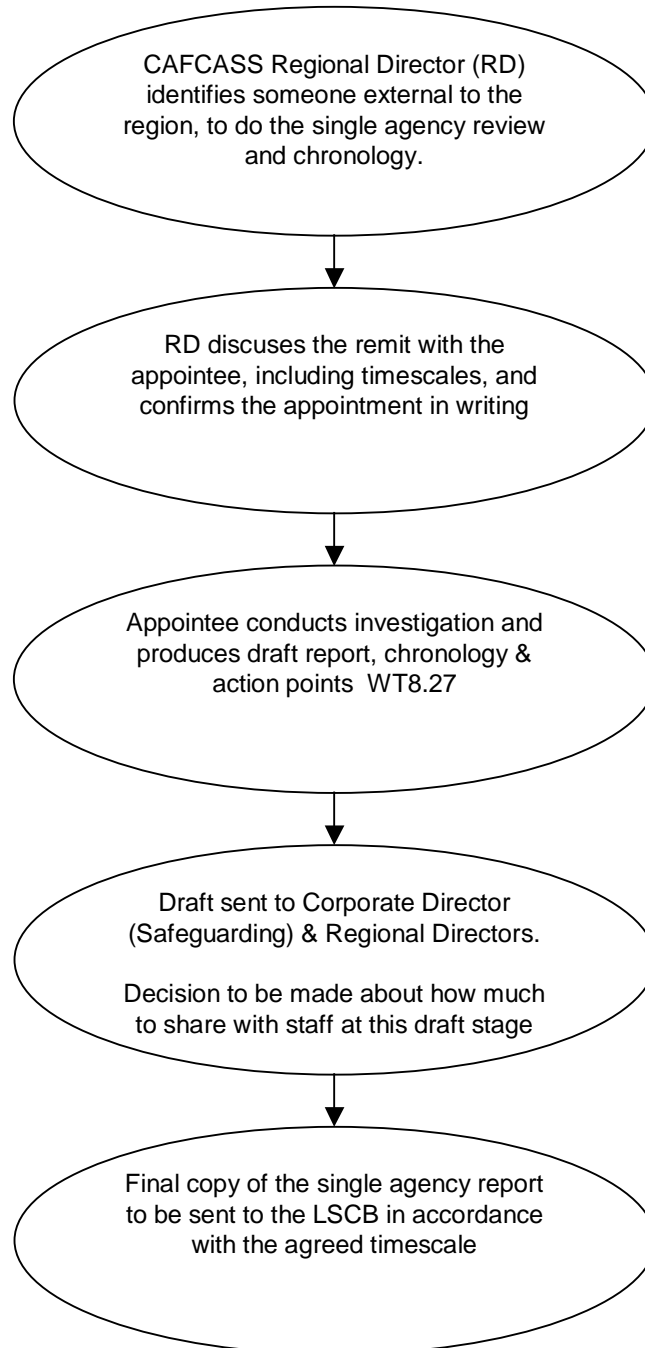 CAFCASS Regional Director (RD)
identifies someone external to the
region, to do the single agency review
and chronology.
RD discuses the remit with the
appointee, including timescales, and
confirms the appointment in writing
Appointee conducts investigation and
produces draft report, chronology &
action points  WT8.27
Draft sent to Corporate Director
(Safeguarding) & Regional Directors.
Decision to be made about how much
to share with staff at this draft stage
Final copy of the single agency report
to be sent to the LSCB in accordance
with the agreed timescale